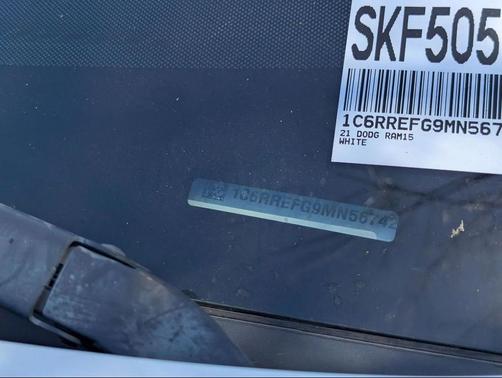 SKF505
1C6RREFG9MN567
21 DODG RAM15
WHITE
1C6RREFG9MN56742